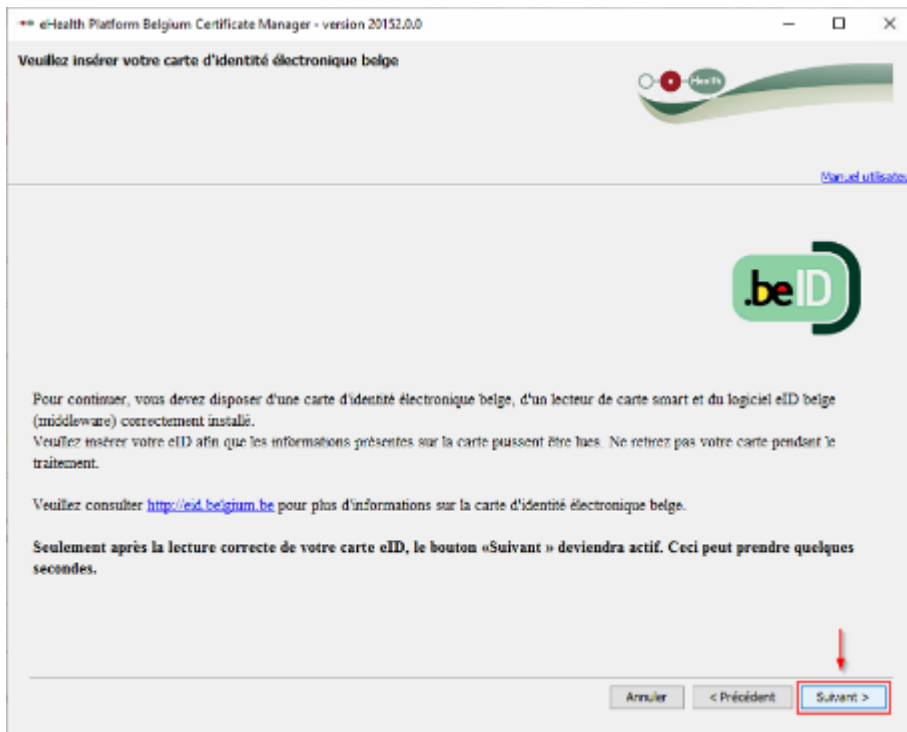 eHealth Platform Belgium Certificate Manager - version 20152.0.0
Veuillez insérer votre carte d'identité électronique belge
Health
Manuel utilisateu
.beID
Pour continuer, vous devez disposer d'une carte d'identité électronique belge, d'un lecteur de carte smart et du logiciel eID belge
(middleware) correctement installé.
Veuillez insérer votre eID afin que les informations présentes sur la carte puissent être lues. Ne retirez pas votre carte pendant le
traitement.
Veuillez consulter http://eid.belgium.be pour plus d'informations sur la carte d'identité électronique belge.
Seulement après la lecture correcte de votre carte eID, le bouton «Suivant » deviendra actif. Ceci peut prendre quelques
secondes.
Annuler < Précédent Suivant >